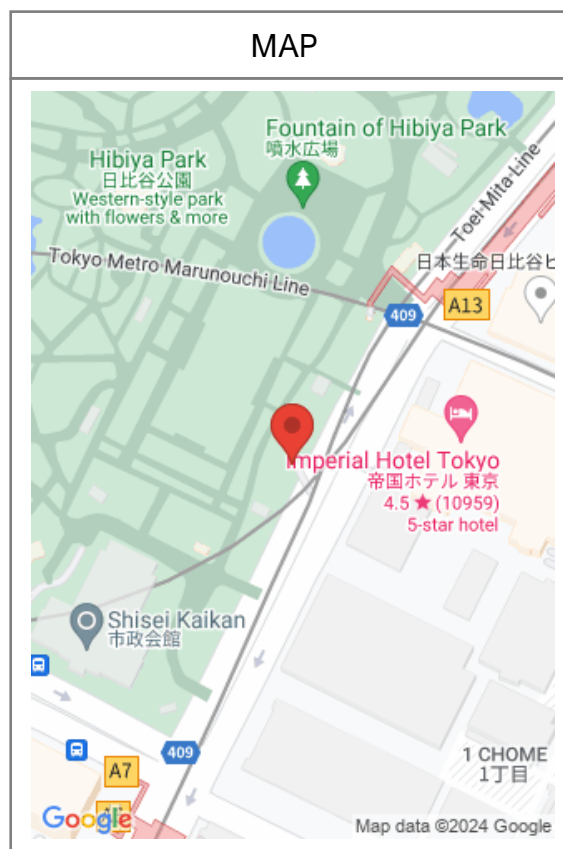 MAP
Fountain of Hibiya Park
噴水広場
Hibiya Park
日比谷公園
Western-style park
with flowers & more
Toei Mita Line
Tokyo Metro Marunouchi Line
日本生命日比谷ビ
A13
409
Imperial Hotel Tokyo
帝国ホテル 東京
4.5 ★ (10959)
5-star hotel
Shisei Kaikan
市政会館
409
A7
1 CHOME
1丁目
Google
Map data ©2024 Google